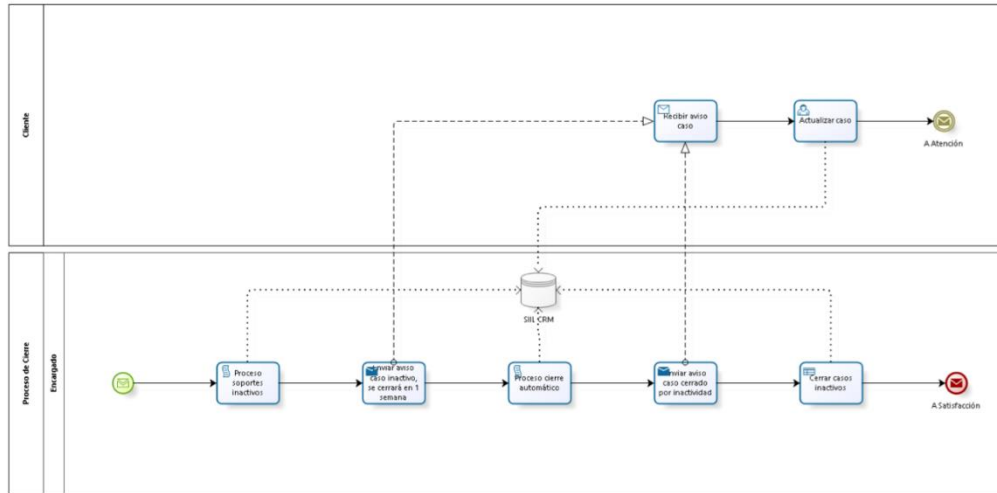 Cliente
Recibir aviso
caso
Actualizar caso
A Atención
Proceso de Cierre
Encargado
SIIL CRM
Proceso
soportes
inactivos
Enviar aviso
caso inactivo,
se cerrará en 1
semana
Proceso cierre
automático
Enviar aviso
caso cerrado
por inactividad
Cerrar casos
inactivos
A Satisfacción